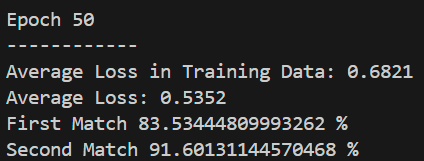 Epoch 50
------------
Average Loss in Training Data: 0.6821
Average Loss: 0.5352
First Match 83.53444809993262 %
Second Match 91.60131144570468 %